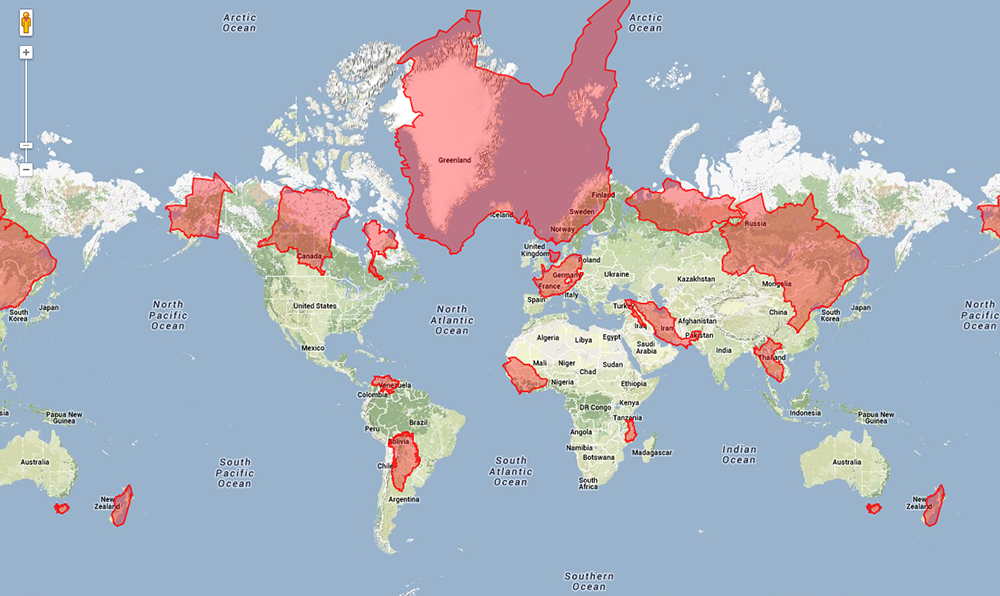 Arctic
Ocean
Arctic
Ocean
Greenland
Iceland
Finland
Sweden
Norway
Russia
Canada
United
Kingdom
Poland
Germany
Ukraine
Kazakhstan
Mongolia
France
Italy
Spain
Turk
United States
North
Pacific
Ocean
North
Atlantic
Ocean
North
Pacific
Ocean
South
Korea
Japan
South
Korea
Japan
China
Afghanistan
Iraq
Iran
Pakistan
Algeria
Libya
Egypt
Saudi
Arabia
India
Thailand
Mexico
Mali
Niger
Sudan
Chad
Nigeria
Ethiopia
Venezuela
Colombia
Kenya
DR Congo
Tanzania
Indonesia
Papua New
Guinea
sia
Papua New
Guinea
Peru
Brazil
Bolivia
Angola
Namibia
Botswana
Madagascar
Chile
Argentina
South
Africa
South
Pacific
Ocean
South
Atlantic
Ocean
Indian
Ocean
Australia
Australia
New
Zealand
New
Zealand
Southern
Ocean